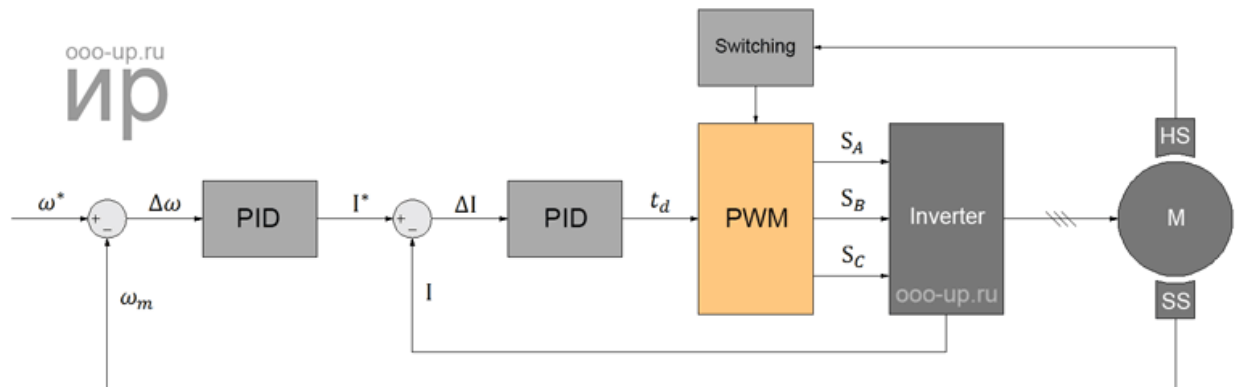 ooo-up.ru
ир
Switching
HS
S_A
ω*
Δω
PID
I*
ΔI
PID
t_d
PWM
S_B
Inverter
M
S_C
ω_m
I
ooo-up.ru
SS
+
−
+
−